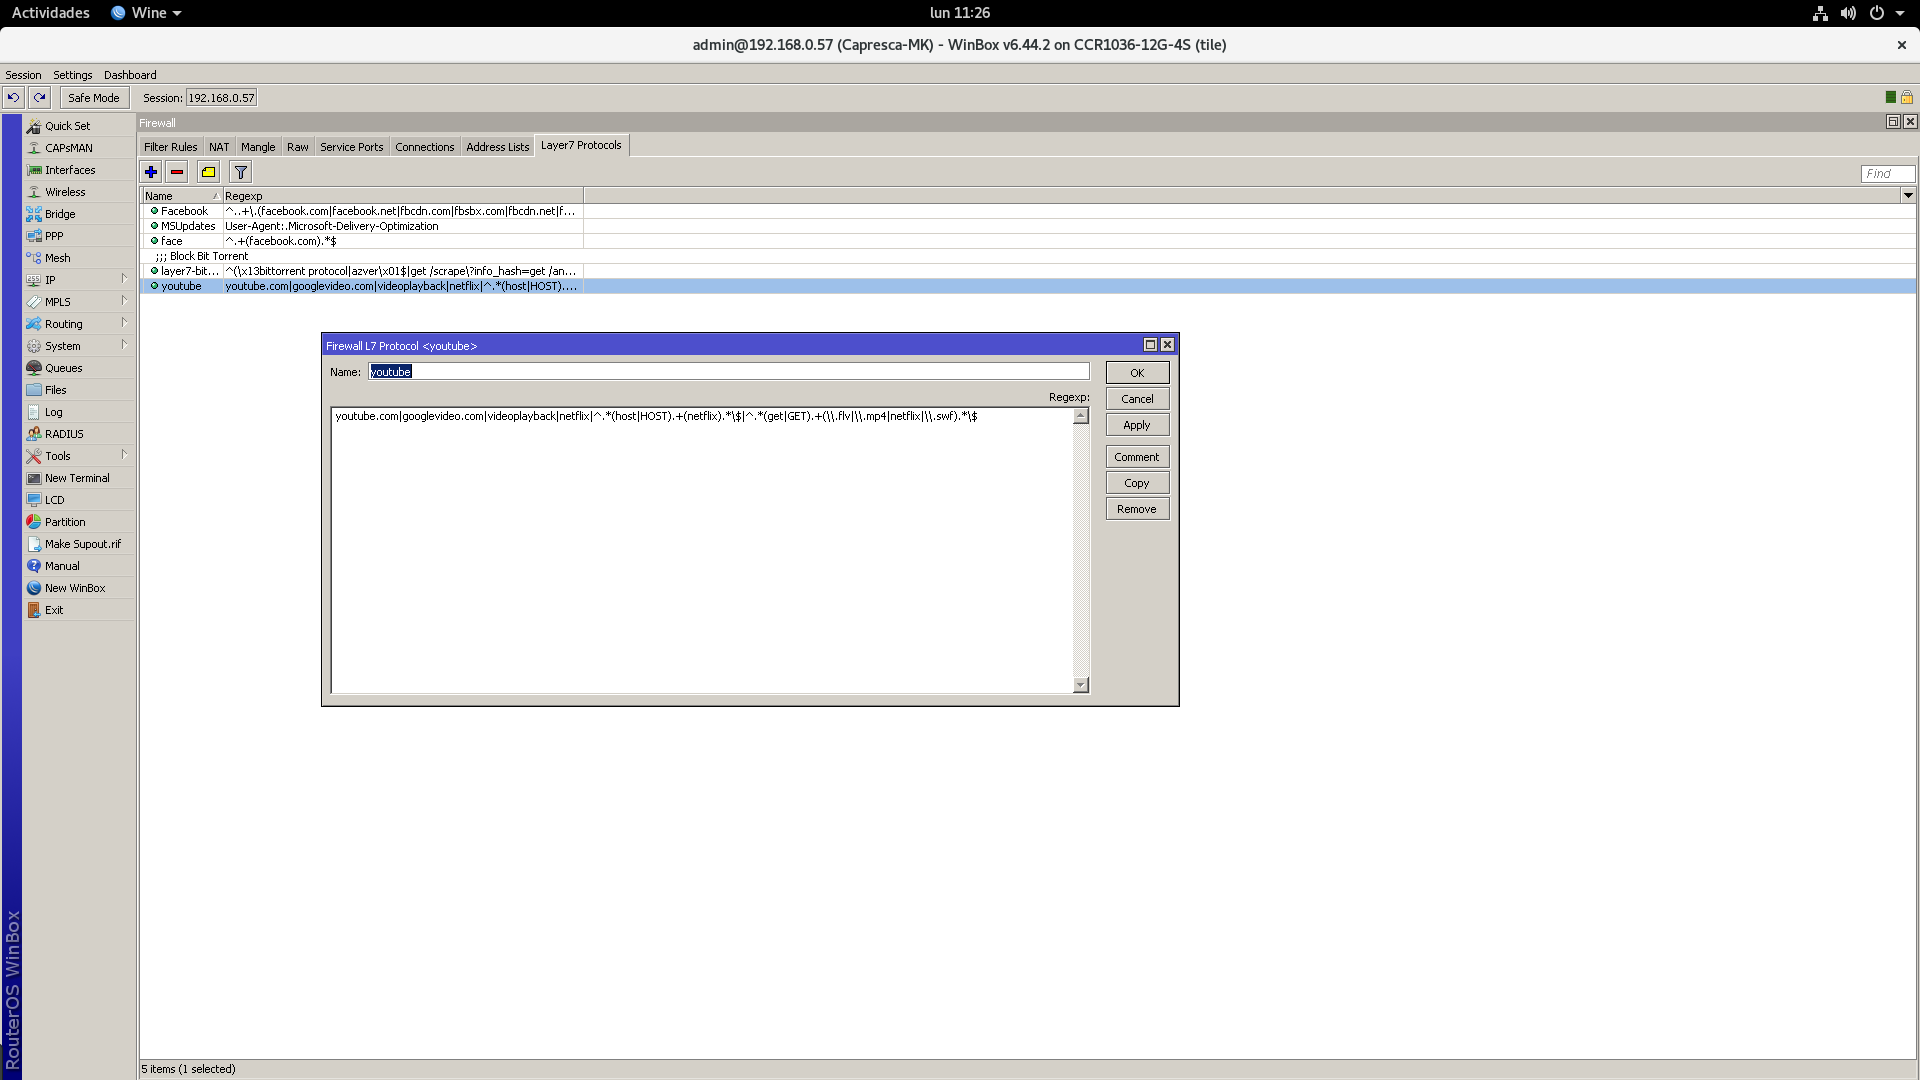 Actividades Wine lun 11:26
admin@192.168.0.57 (Capresca-MK) - WinBox v6.44.2 on CCR1036-12G-4S (tile)
Session Settings Dashboard
Safe Mode Session: 192.168.0.57
Quick Set
CAPsMAN
Interfaces
Wireless
Bridge
PPP
Mesh
IP
MPLS
Routing
System
Queues
Files
Log
RADIUS
Tools
New Terminal
LCD
Partition
Make Supout.rif
Manual
New WinBox
Exit
RouterOS WinBox
Firewall
Filter Rules NAT Mangle Raw Service Ports Connections Address Lists Layer7 Protocols
Find
Name Regexp
Facebook ^..+\.(facebook.com|facebook.net|fbcdn.com|fbsbx.com|fbcdn.net|f...
MSUpdates User-Agent:.Microsoft-Delivery-Optimization
face ^.+(facebook.com).*$
;;; Block Bit Torrent
layer7-bit... ^(\x13bittorrent protocol|azver\x01$|get /scrape\?info_hash=get /an...
youtube youtube.com|googlevideo.com|videoplayback|netflix|^.*(host|HOST)....
Firewall L7 Protocol <youtube>
Name: youtube
Regexp:
youtube.com|googlevideo.com|videoplayback|netflix|^.*(host|HOST).+(netflix).*\$|^.*(get|GET).+(\\.flv|\\.mp4|netflix|\\.swf).*\$
OK
Cancel
Apply
Comment
Copy
Remove
5 items (1 selected)